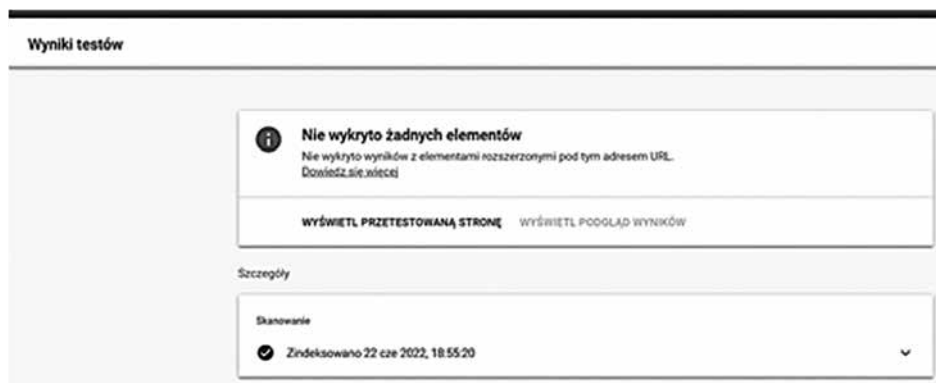 Wyniki testów
Nie wykryto żadnych elementów
Nie wykryto wyników z elementami rozszerzonymi pod tym adresem URL.
Dowiedz się więcej
WYŚWIETL PRZETESTOWANĄ STRONĘ WYŚWIETL PODGLĄD WYNIKÓW
Szczegóły
Skanowanie
Zindeksowano 22 cze 2022, 18:55:20